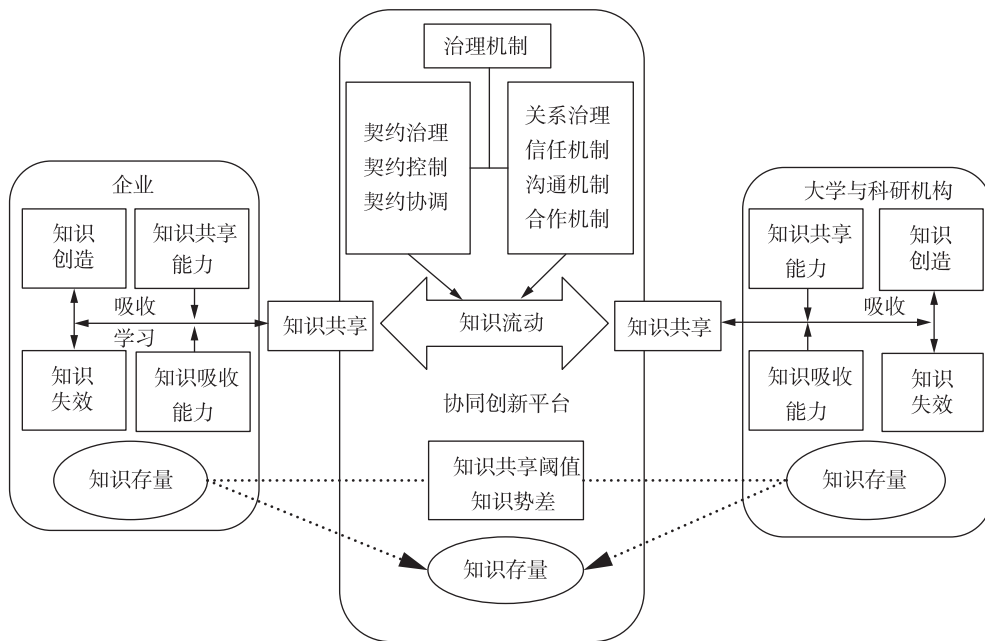 治理机制
契约治理
契约控制
契约协调
关系治理
信任机制
沟通机制
合作机制
企业
知识
创造
知识共享
能力
吸收
学习
知识
失效
知识吸收
能力
知识存量
知识共享
知识流动
知识共享
协同创新平台
知识共享阈值
知识势差
知识存量
大学与科研机构
知识共享
能力
知识
创造
吸收
知识吸收
能力
知识
失效
知识存量